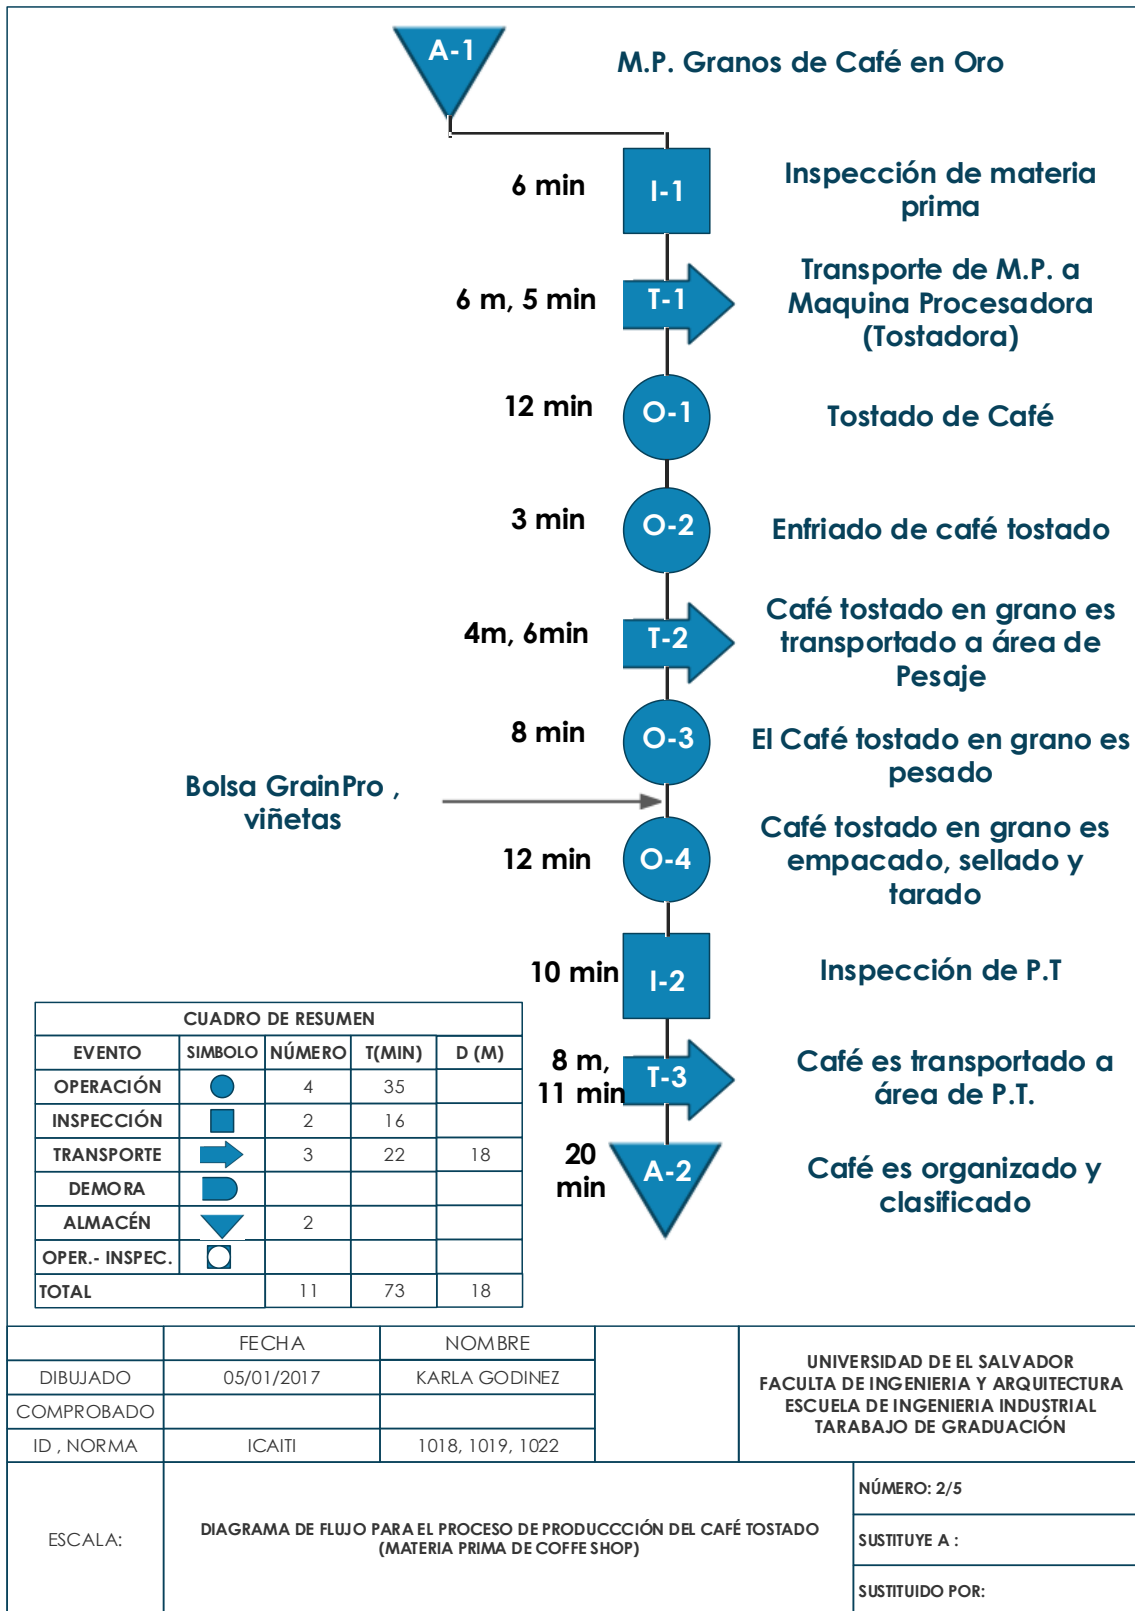 A-1
M.P. Granos de Café en Oro
6 min
I-1
Inspección de materia
prima
6 m, 5 min
T-1
Transporte de M.P. a
Maquina Procesadora
(Tostadora)
12 min
O-1
Tostado de Café
3 min
O-2
Enfriado de café tostado
4m, 6min
T-2
Café tostado en grano es
transportado a área de
Pesaje
8 min
O-3
El Café tostado en grano es
pesado
Bolsa GrainPro ,
viñetas
12 min
O-4
Café tostado en grano es
empacado, sellado y
tarado
10 min
I-2
Inspección de P.T
8 m,
11 min
T-3
Café es transportado a
área de P.T.
20
min
A-2
Café es organizado y
clasificado
CUADRO DE RESUMEN
EVENTO SIMBOLO NÚMERO T(MIN) D (M)
OPERACIÓN 4 35
INSPECCIÓN 2 16
TRANSPORTE 3 22 18
DEMORA
ALMACÉN 2
OPER.- INSPEC.
TOTAL 11 73 18
FECHA NOMBRE
DIBUJADO 05/01/2017 KARLA GODINEZ
COMPROBADO
ID , NORMA ICAITI 1018, 1019, 1022
UNIVERSIDAD DE EL SALVADOR
FACULTA DE INGENIERIA Y ARQUITECTURA
ESCUELA DE INGENIERIA INDUSTRIAL
TARABAJO DE GRADUACIÓN
ESCALA:
DIAGRAMA DE FLUJO PARA EL PROCESO DE PRODUCCCIÓN DEL CAFÉ TOSTADO
(MATERIA PRIMA DE COFFE SHOP)
NÚMERO: 2/5
SUSTITUYE A :
SUSTITUIDO POR: